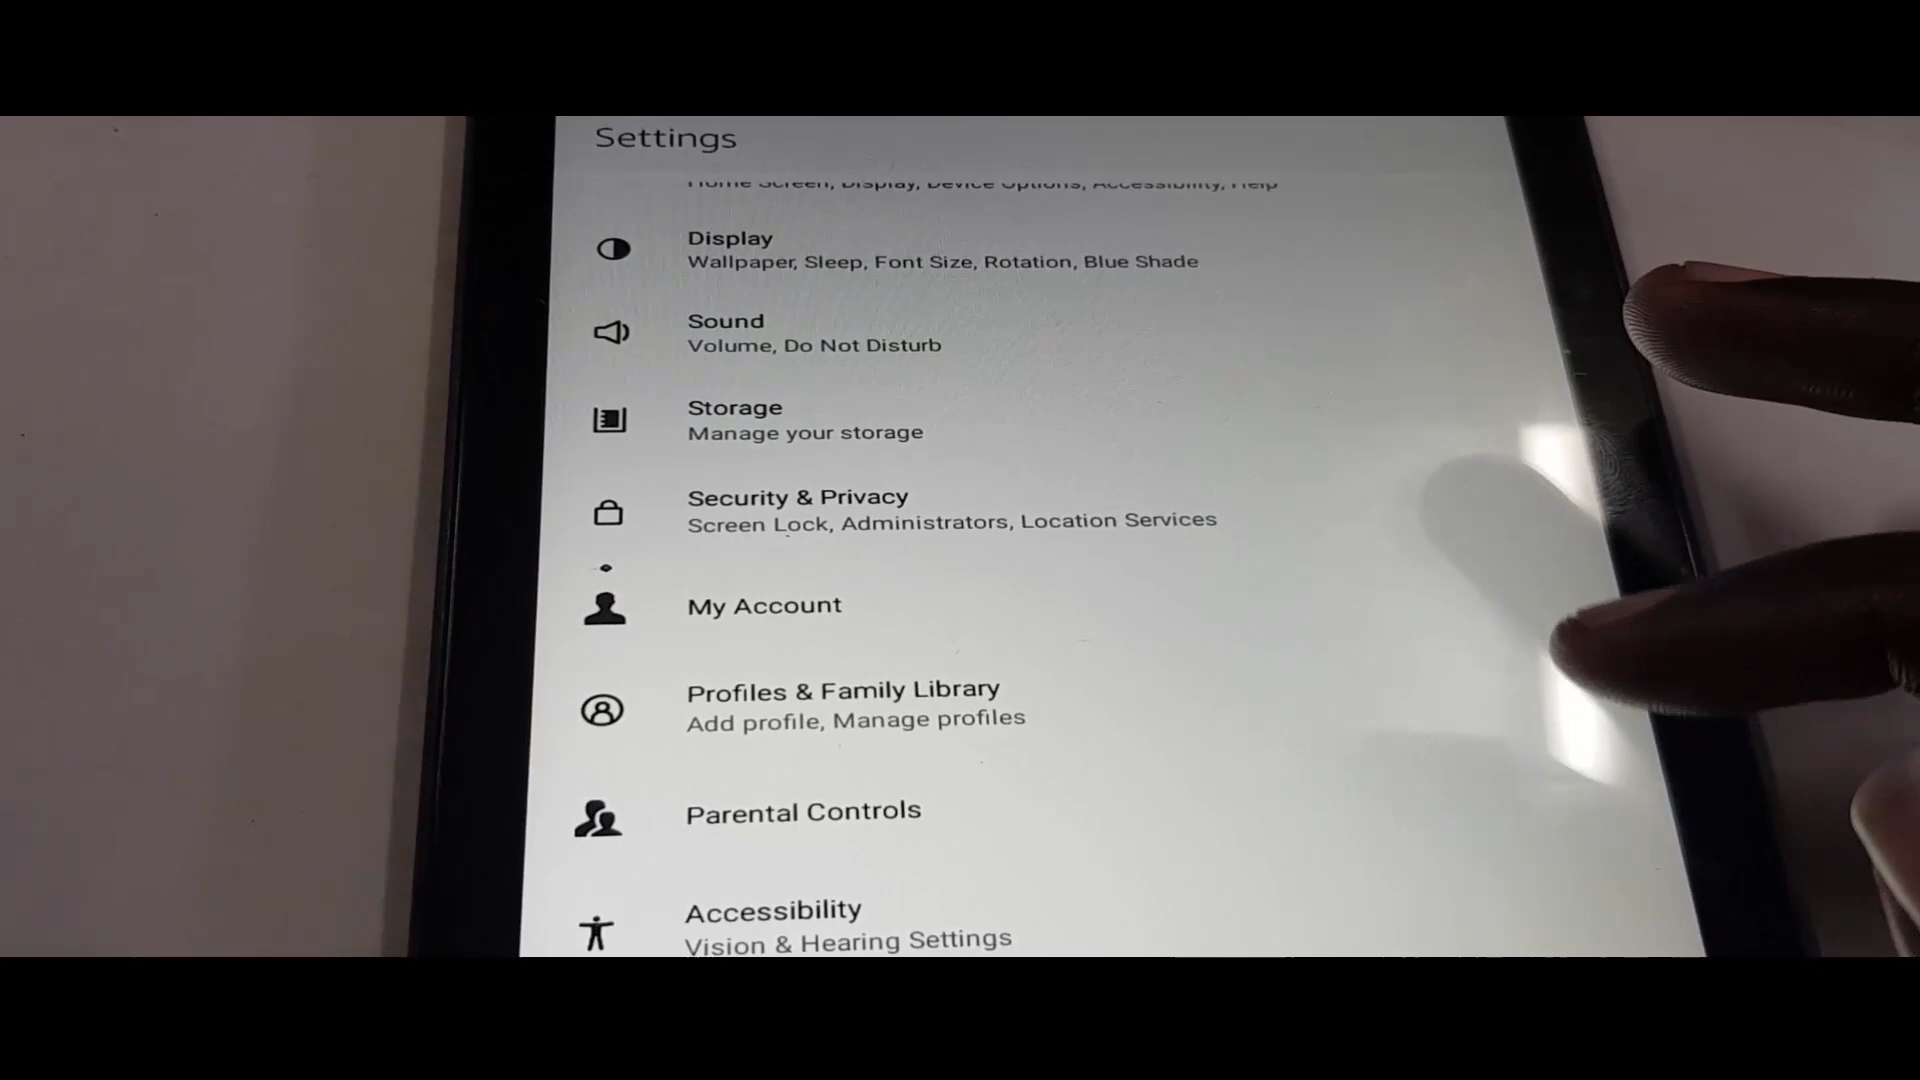 Settings
Home Screen, Display, Device Options, Accessibility, Help
Display
Wallpaper, Sleep, Font Size, Rotation, Blue Shade
Sound
Volume, Do Not Disturb
Storage
Manage your storage
Security & Privacy
Screen Lock, Administrators, Location Services
My Account
Profiles & Family Library
Add profile, Manage profiles
Parental Controls
Accessibility
Vision & Hearing Settings